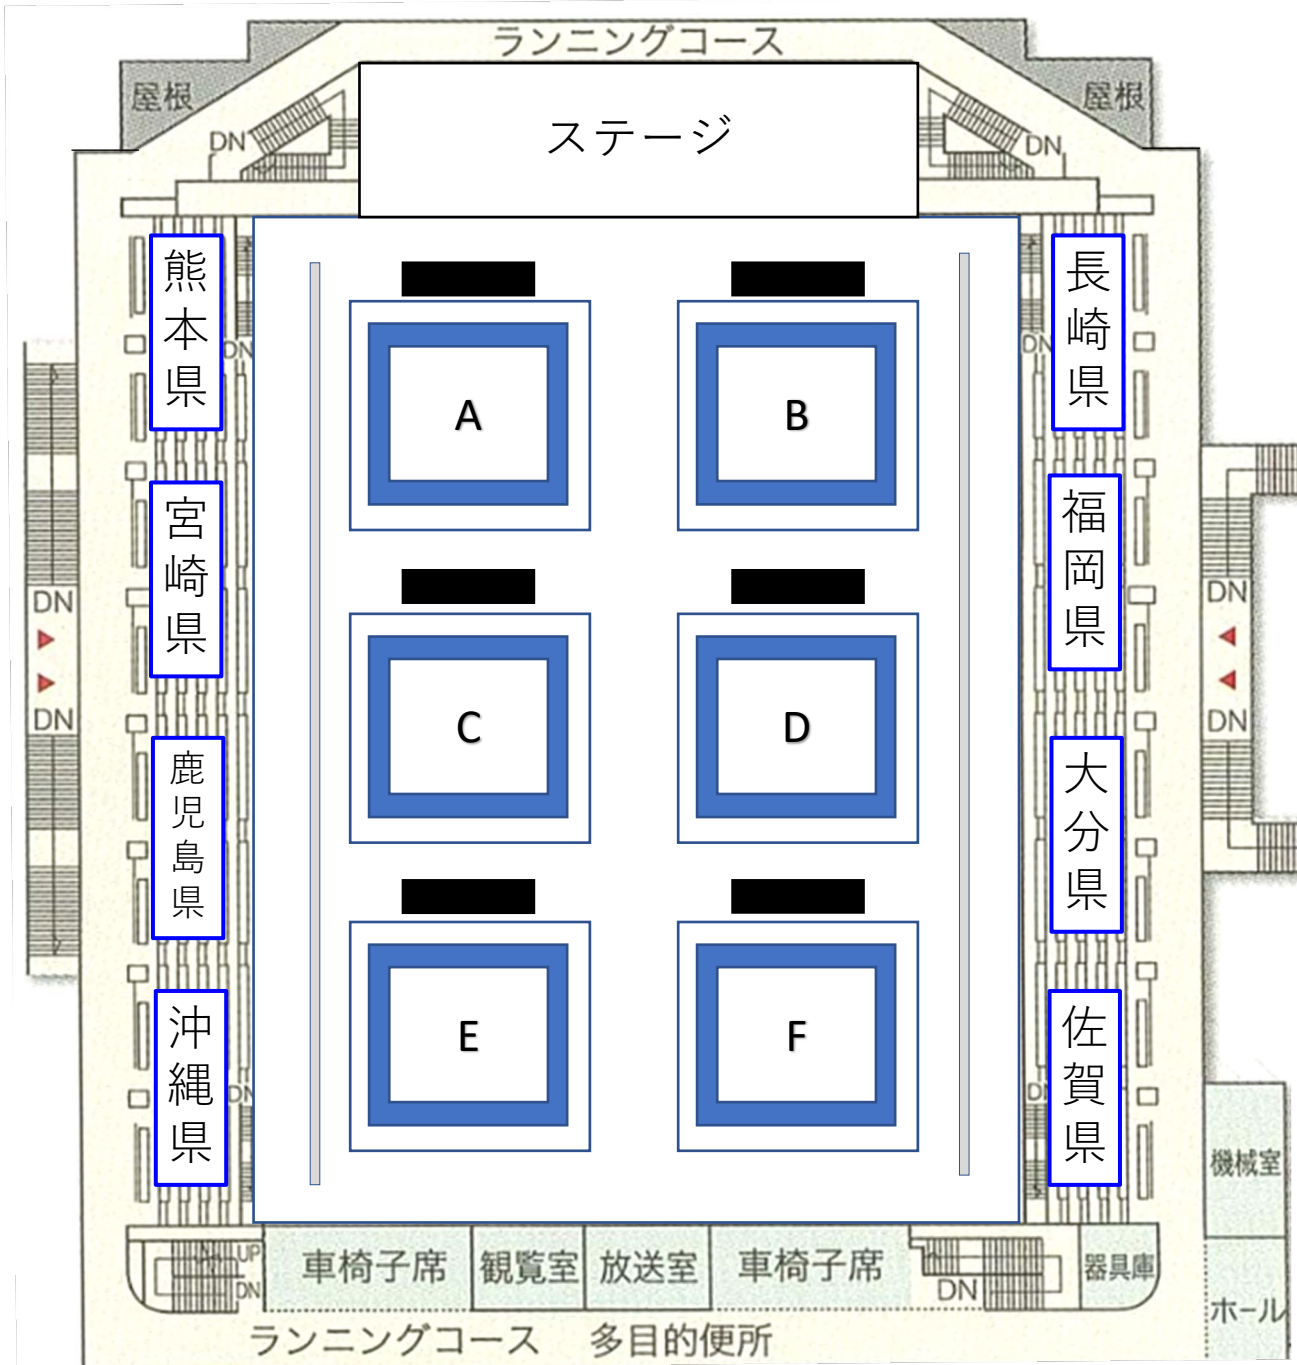 ランニングコース
屋根
屋根
ステージ
DN
DN
熊本県
長崎県
DN
DN
A
B
宮崎県
福岡県
DN
DN
DN
DN
C
D
鹿児島県
大分県
沖縄県
佐賀県
E
F
DN
DN
機械室
UP
DN
車椅子席
観覧室
放送室
車椅子席
DN
器具庫
ホール
ランニングコース
多目的便所